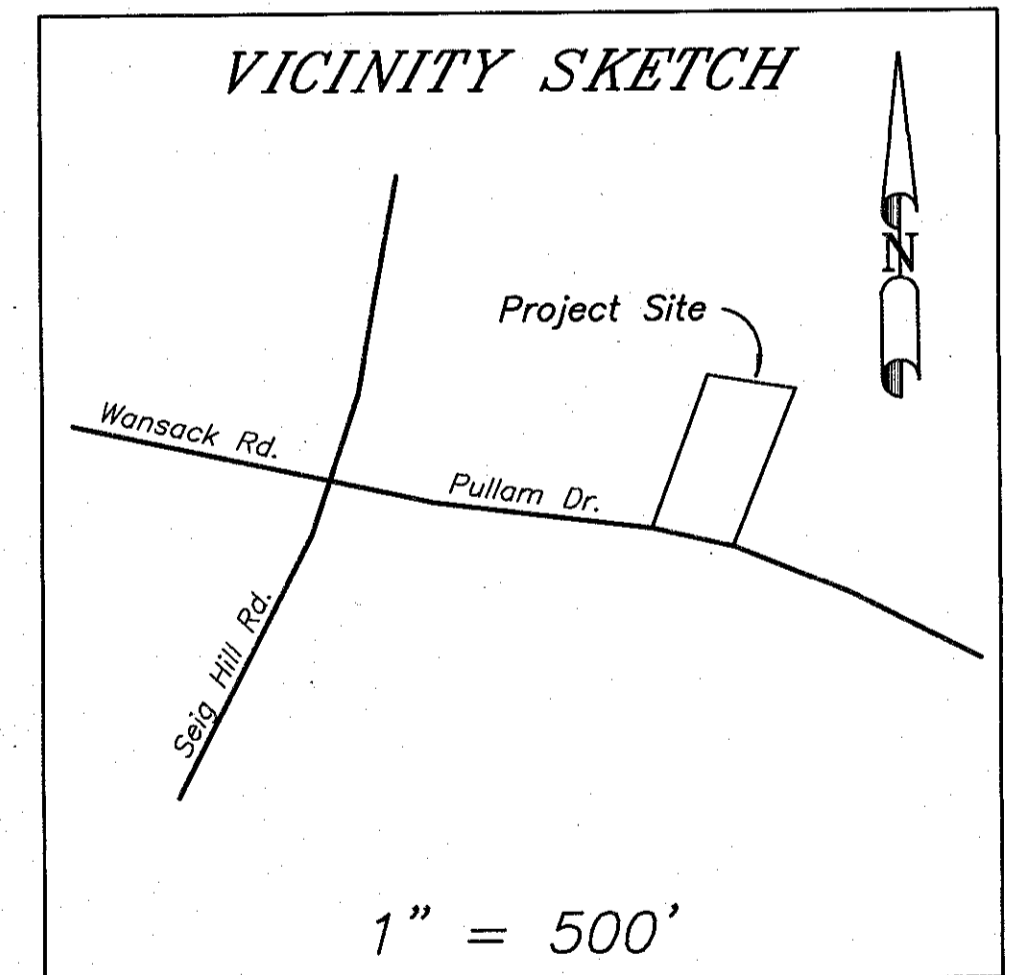 VICINITY SKETCH
N
Project Site
Wansack Rd.
Pullam Dr.
Seig Hill Rd.
1" = 500'